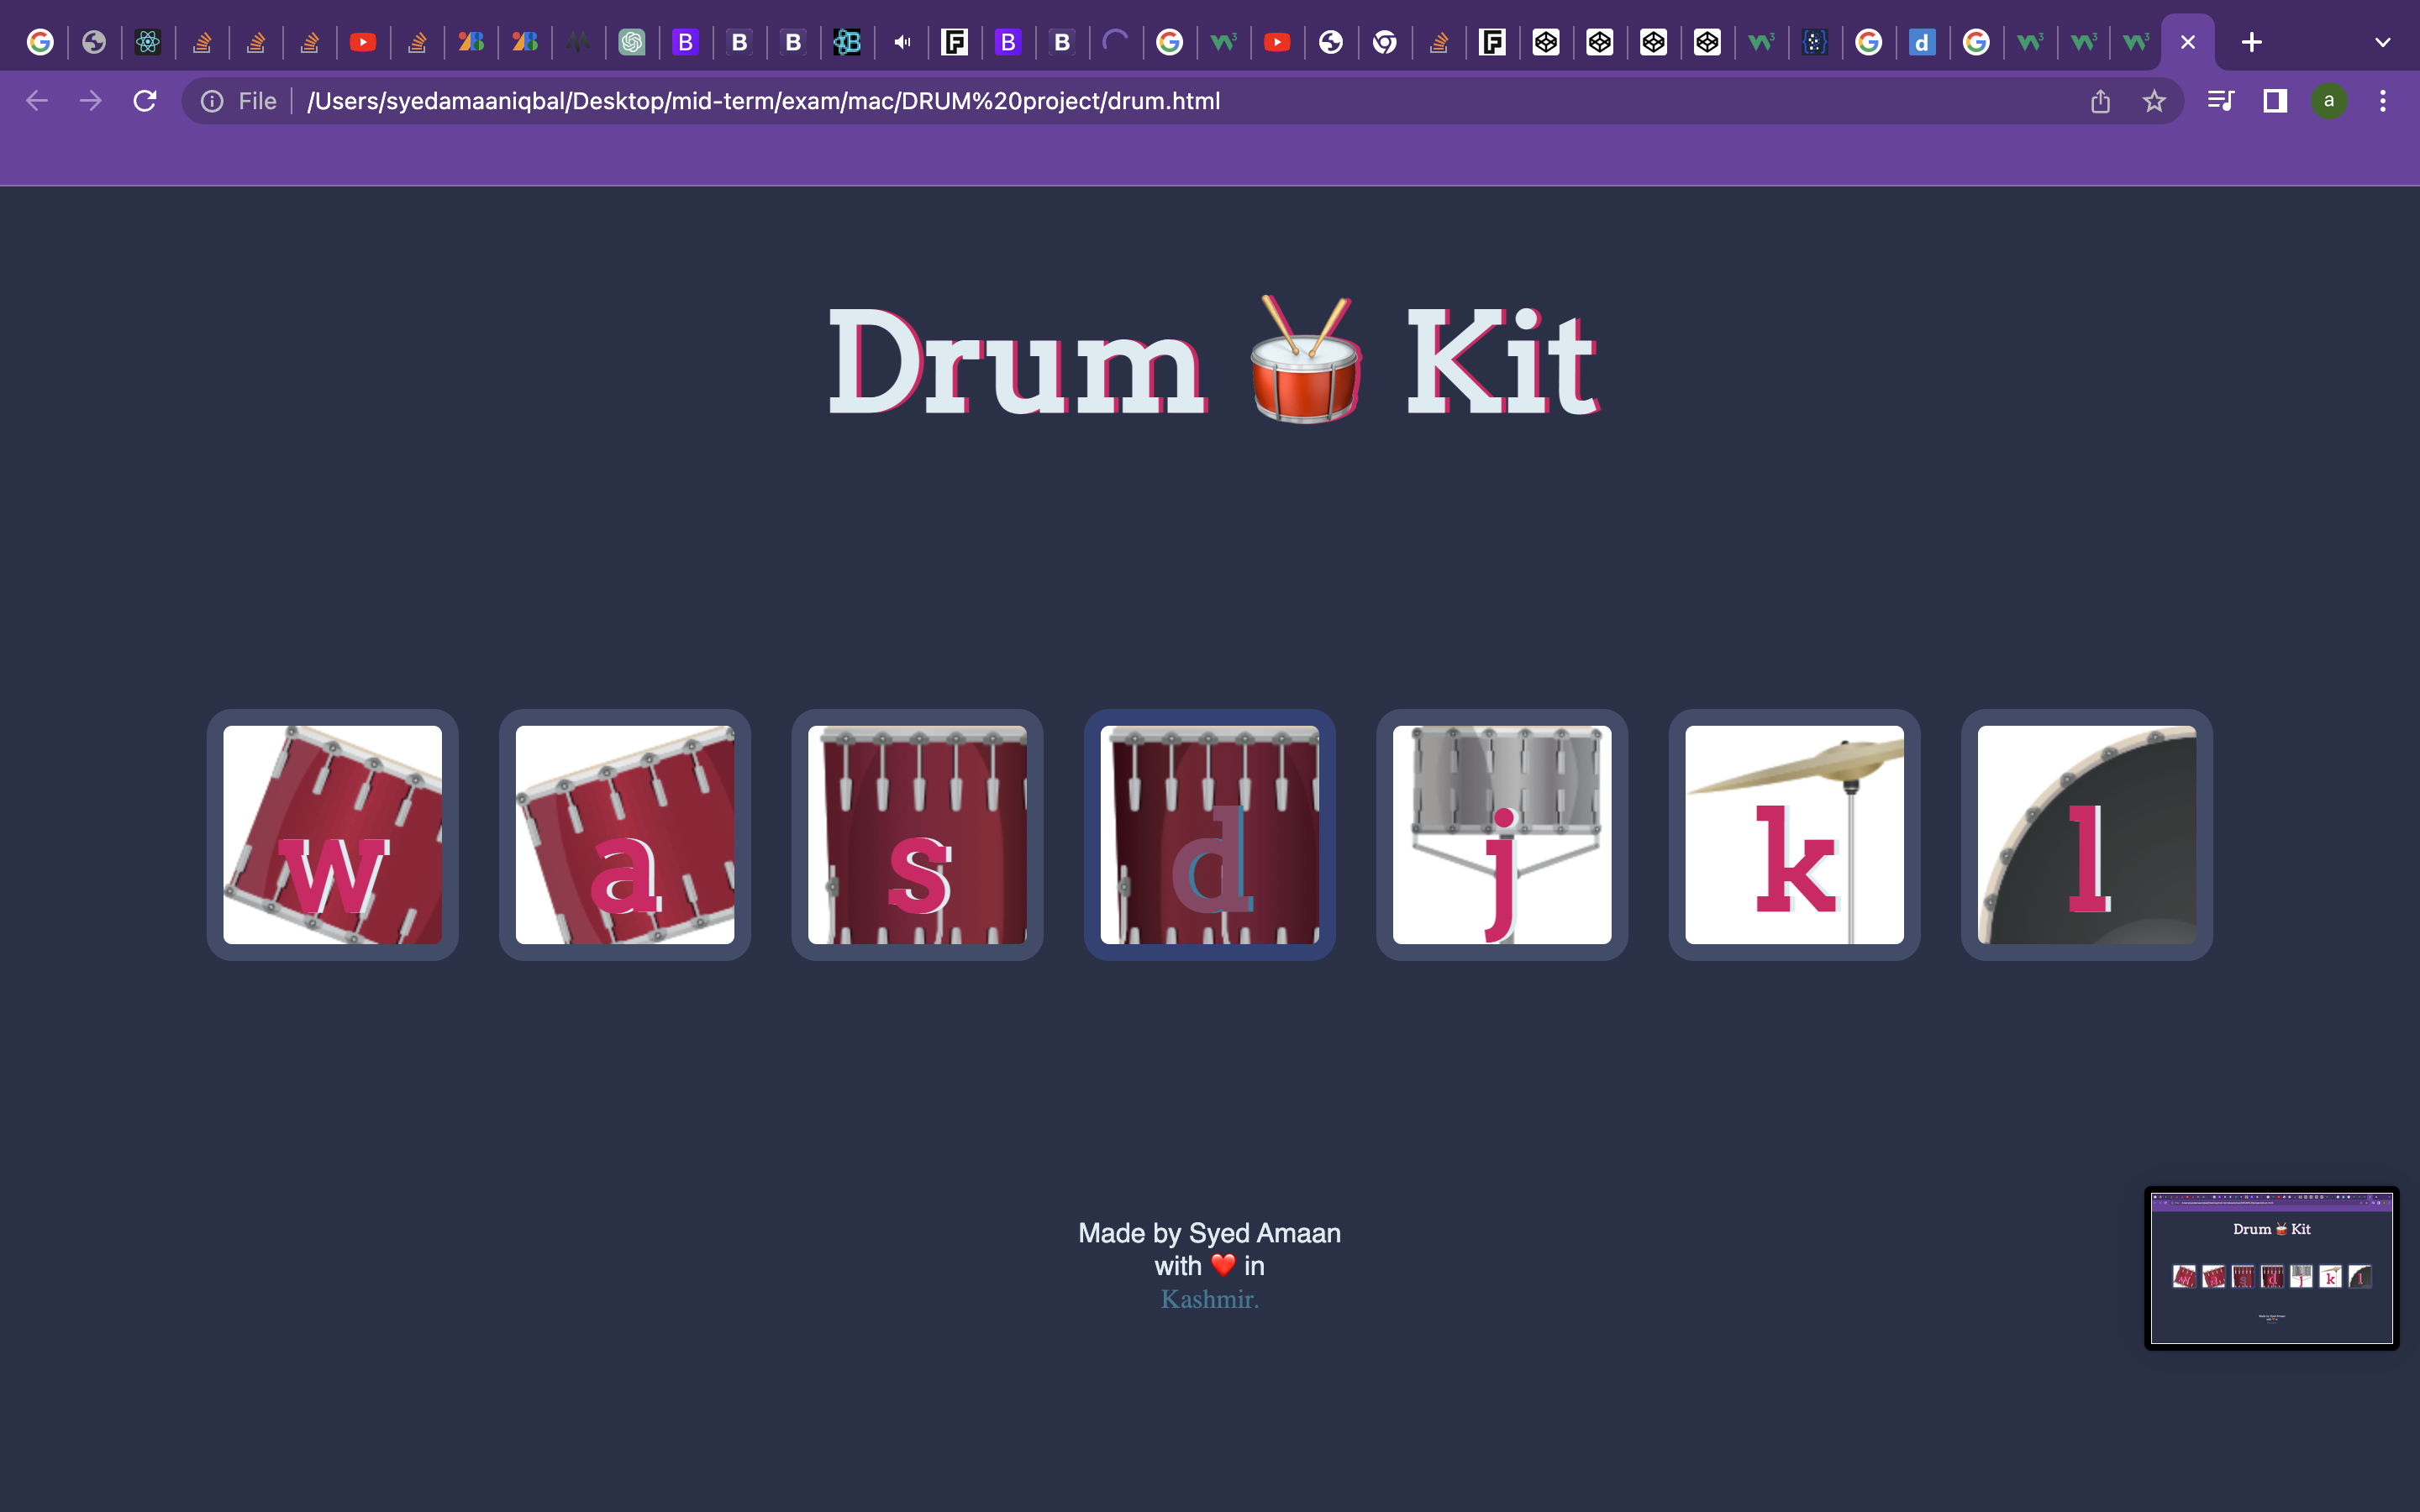 File /Users/syedamaaniqbal/Desktop/mid-term/exam/mac/DRUM%20project/drum.html
a
Drum 🥁 Kit
w a s d j k l
Made by Syed Amaan
with ❤️ in
Kashmir.
Drum 🥁 Kit